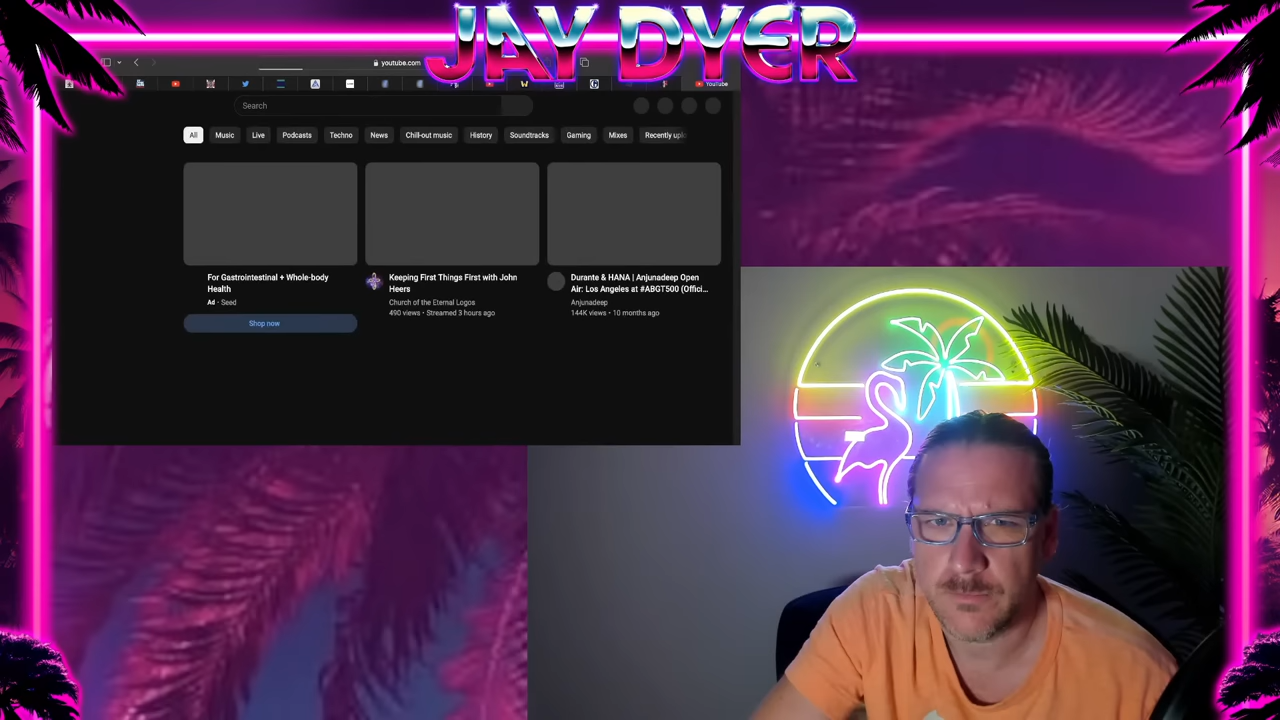 JAY DYER
youtube.com
YouTube
Search
All Music Live Podcasts Techno News Chill-out music History Soundtracks Gaming Mixes Recently
For Gastrointestinal + Whole-body
Health
Ad · Seed
Shop now
Keeping First Things First with John
Heers
Church of the Eternal Logos
490 views · Streamed 3 hours ago
Durante & HANA | Anjunadeep Open
Air: Los Angeles at #ABGT500 (Offici...
Anjunadeep
144K views · 10 months ago